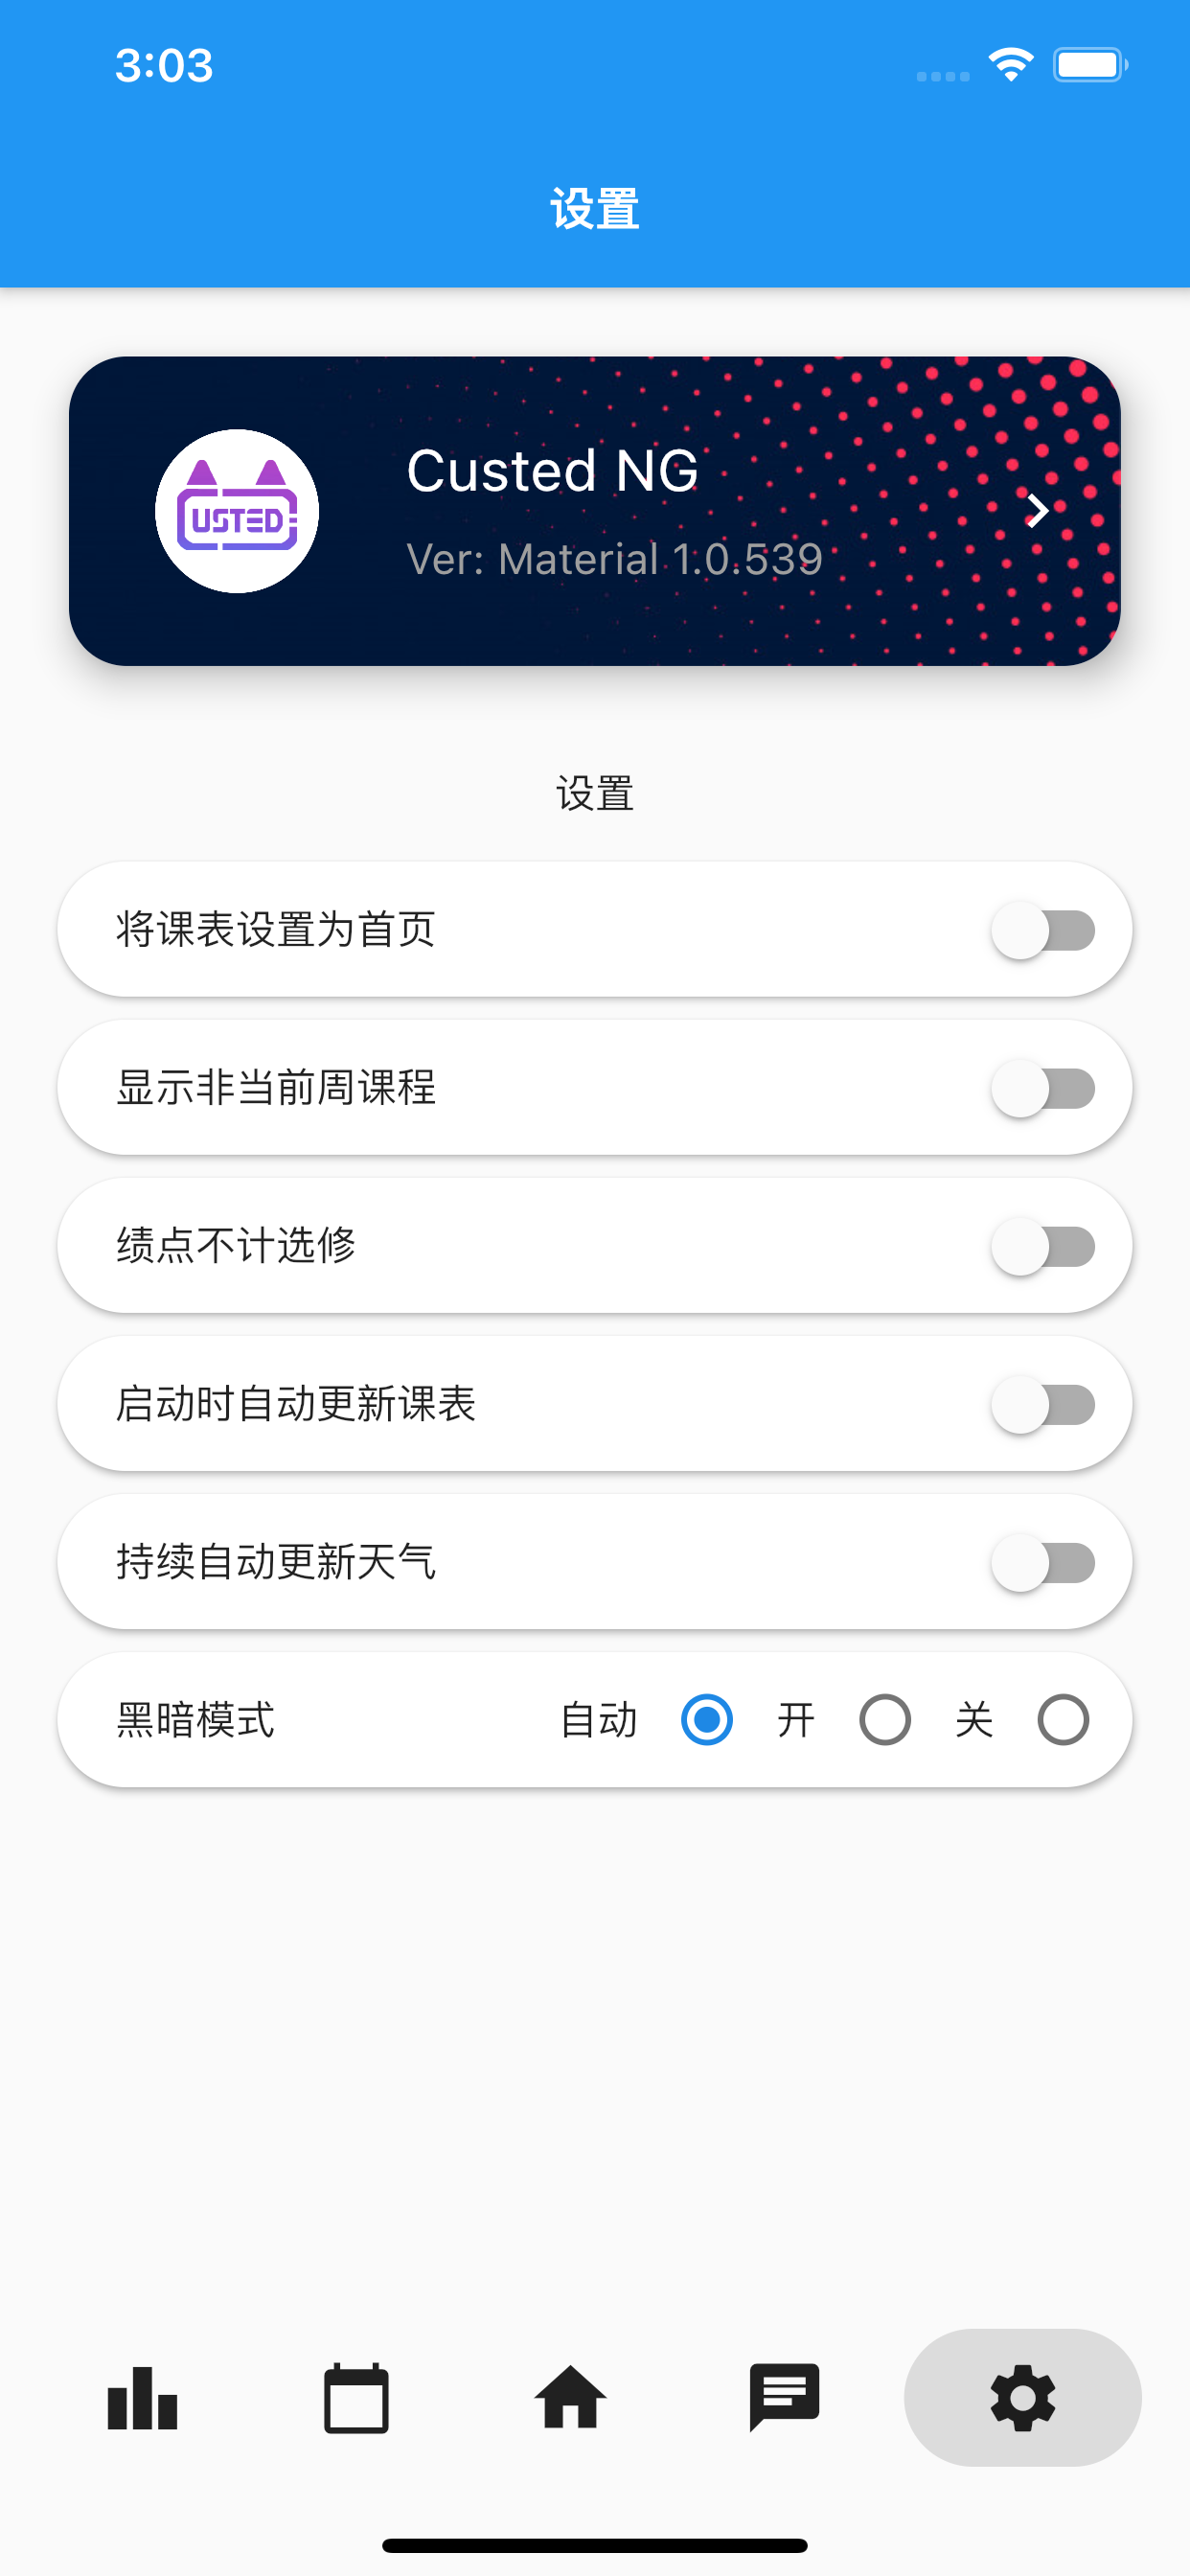 3:03
设置
USTED
Custed NG
Ver: Material 1.0.539
设置
将课表设置为首页
显示非当前周课程
绩点不计选修
启动时自动更新课表
持续自动更新天气
黑暗模式 自动 开 关